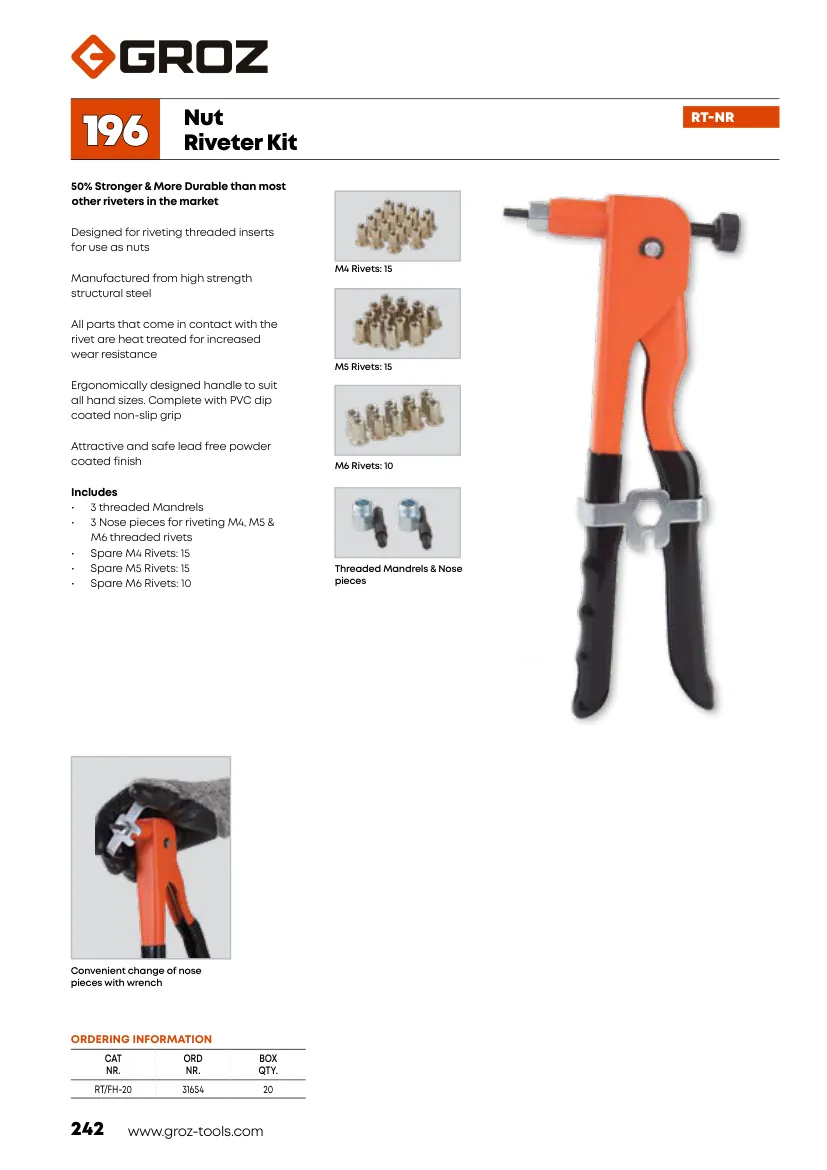 GROZ
196
Nut
Riveter Kit
RT-NR
50% Stronger & More Durable than most
other riveters in the market
Designed for riveting threaded inserts
for use as nuts
Manufactured from high strength
structural steel
All parts that come in contact with the
rivet are heat treated for increased
wear resistance
Ergonomically designed handle to suit
all hand sizes. Complete with PVC dip
coated non-slip grip
Attractive and safe lead free powder
coated finish
Includes
• 3 threaded Mandrels
• 3 Nose pieces for riveting M4, M5 &
M6 threaded rivets
• Spare M4 Rivets: 15
• Spare M5 Rivets: 15
• Spare M6 Rivets: 10
M4 Rivets: 15
M5 Rivets: 15
M6 Rivets: 10
Threaded Mandrels & Nose
pieces
Convenient change of nose
pieces with wrench
ORDERING INFORMATION
CAT NR. ORD NR. BOX QTY.
RT/FH-20 31654 20
242 www.groz-tools.com